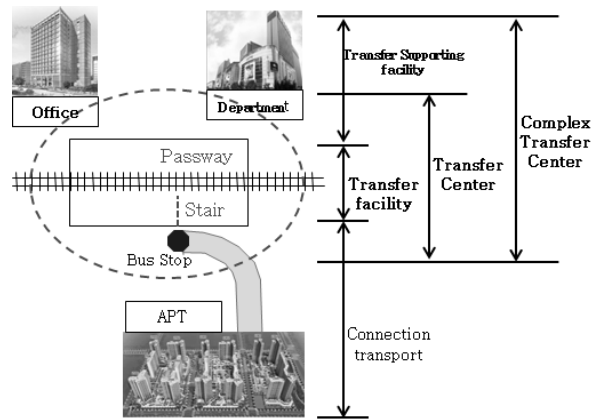 Office
Department
Passway
Stair
Bus Stop
APT
Transfer Supporting
facility
Transfer
facility
Connection
transport
Transfer
Center
Complex
Transfer
Center